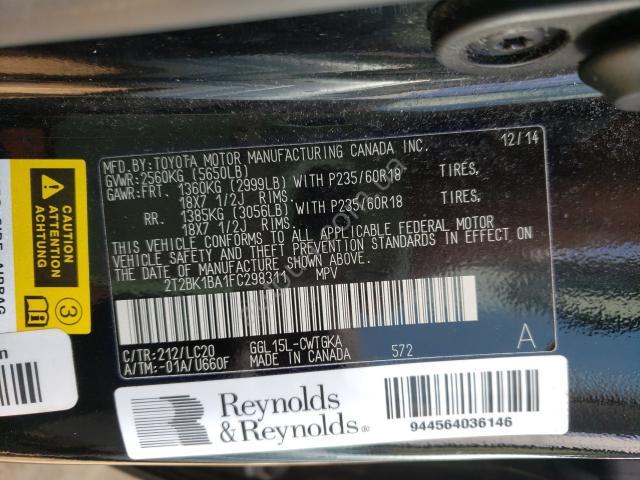 MFD.BY:TOYOTA MOTOR MANUFACTURING CANADA INC. 12/14
GVWR:2560KG (5650LB)
GAWR:FRT. 1360KG (2999LB) WITH P235/60R18 TIRES,
18X7 1/2J RIMS.
RR. 1385KG (3056LB) WITH P235/60R18 TIRES,
18X7 1/2J RIMS.
THIS VEHICLE CONFORMS TO ALL APPLICABLE FEDERAL MOTOR
VEHICLE SAFETY AND THEFT PREVENTION STANDARDS IN EFFECT ON
THE DATE OF MANUFACTURE SHOWN ABOVE.
2T2BK1BA1FC298311 MPV
C/TR:212/LC20 GGL15L-CWTGKA
A/TM:-01A/U660F MADE IN CANADA 572
A
Reynolds
&Reynolds®
944564036146
ATTENTION
ACHTUNG
3
SIDE AIRBAG